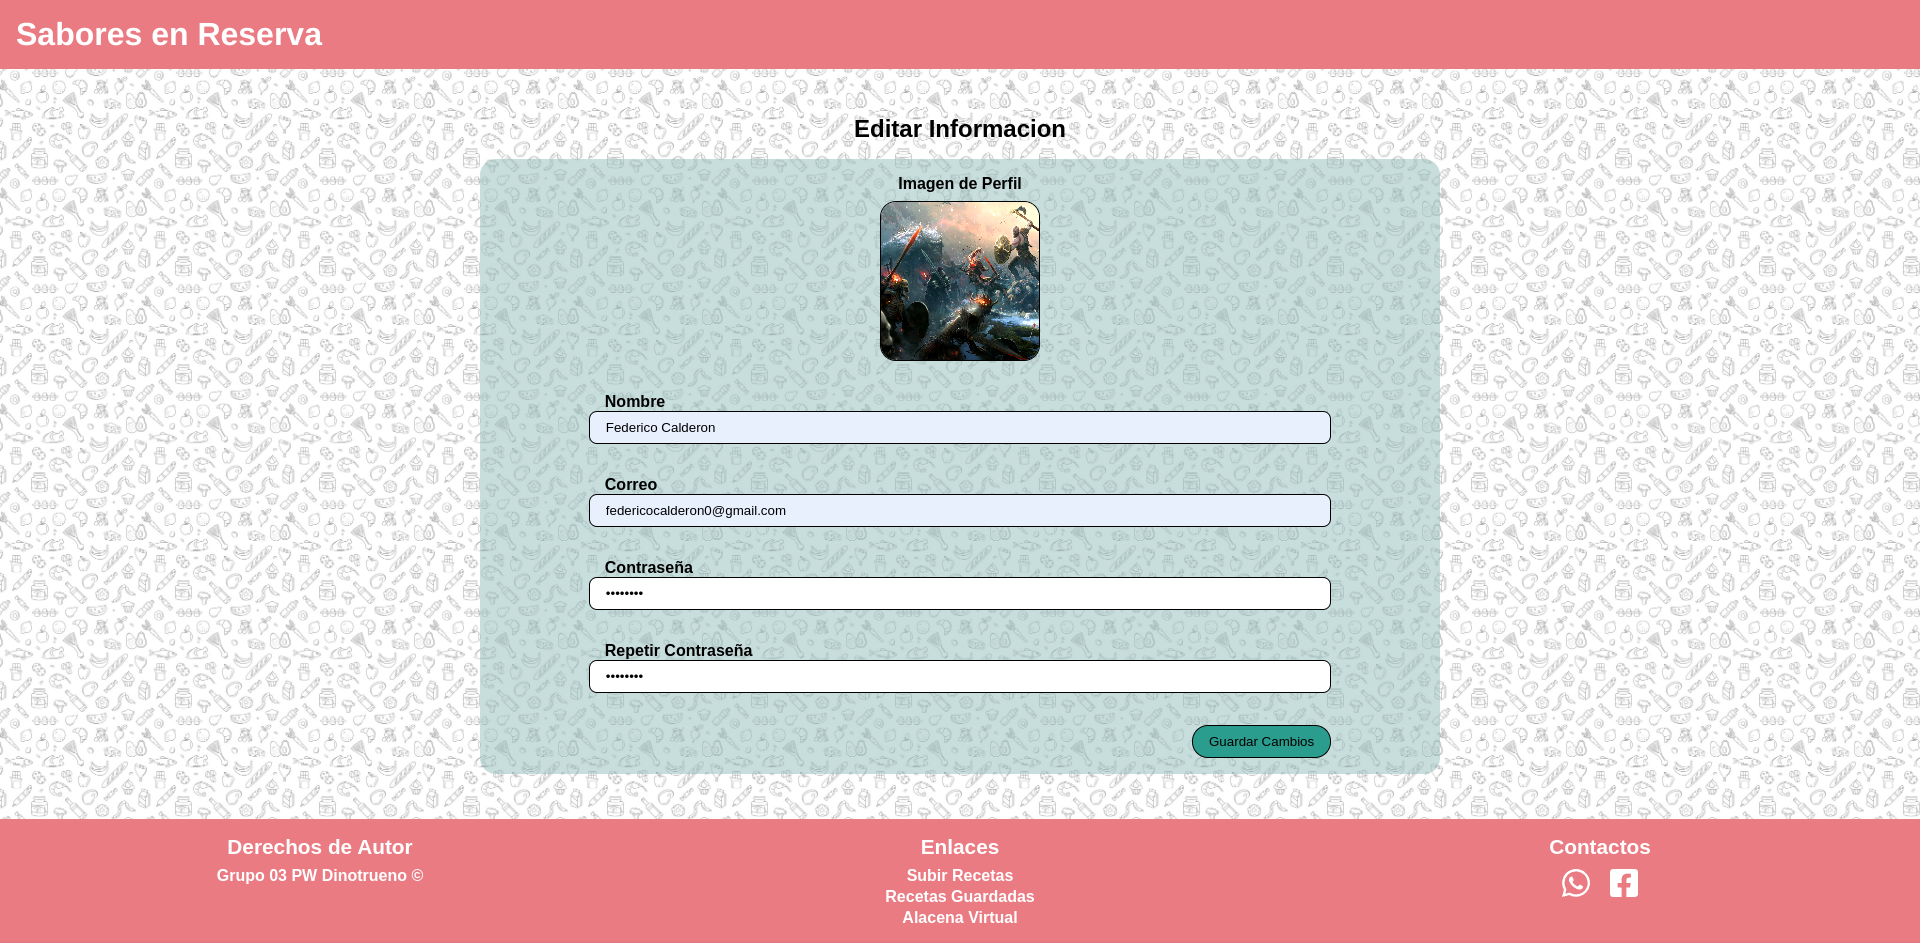 Sabores en Reserva
Editar Informacion
Imagen de Perfil
Nombre
Federico Calderon
Correo
federicocalderon0@gmail.com
Contraseña
••••••••
Repetir Contraseña
••••••••
Guardar Cambios
Derechos de Autor
Grupo 03 PW Dinotrueno ©
Enlaces
Subir Recetas
Recetas Guardadas
Alacena Virtual
Contactos